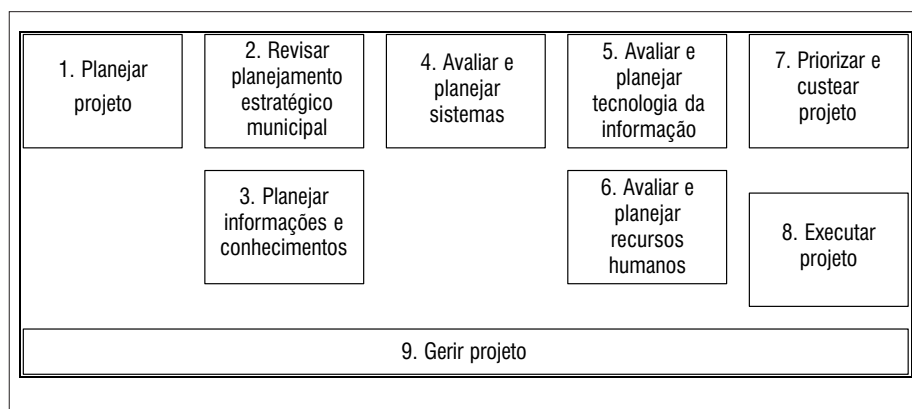 1. Planejar
projeto
2. Revisar
planejamento
estratégico
municipal
3. Planejar
informações e
conhecimentos
4. Avaliar e
planejar
sistemas
5. Avaliar e
planejar
tecnologia da
informação
6. Avaliar e
planejar
recursos
humanos
7. Priorizar e
custear
projeto
8. Executar
projeto
9. Gerir projeto